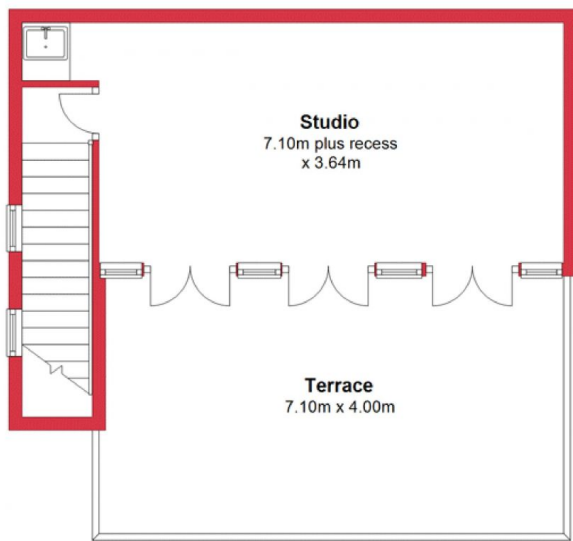 Studio
7.10m plus recess
x 3.64m
Terrace
7.10m x 4.00m